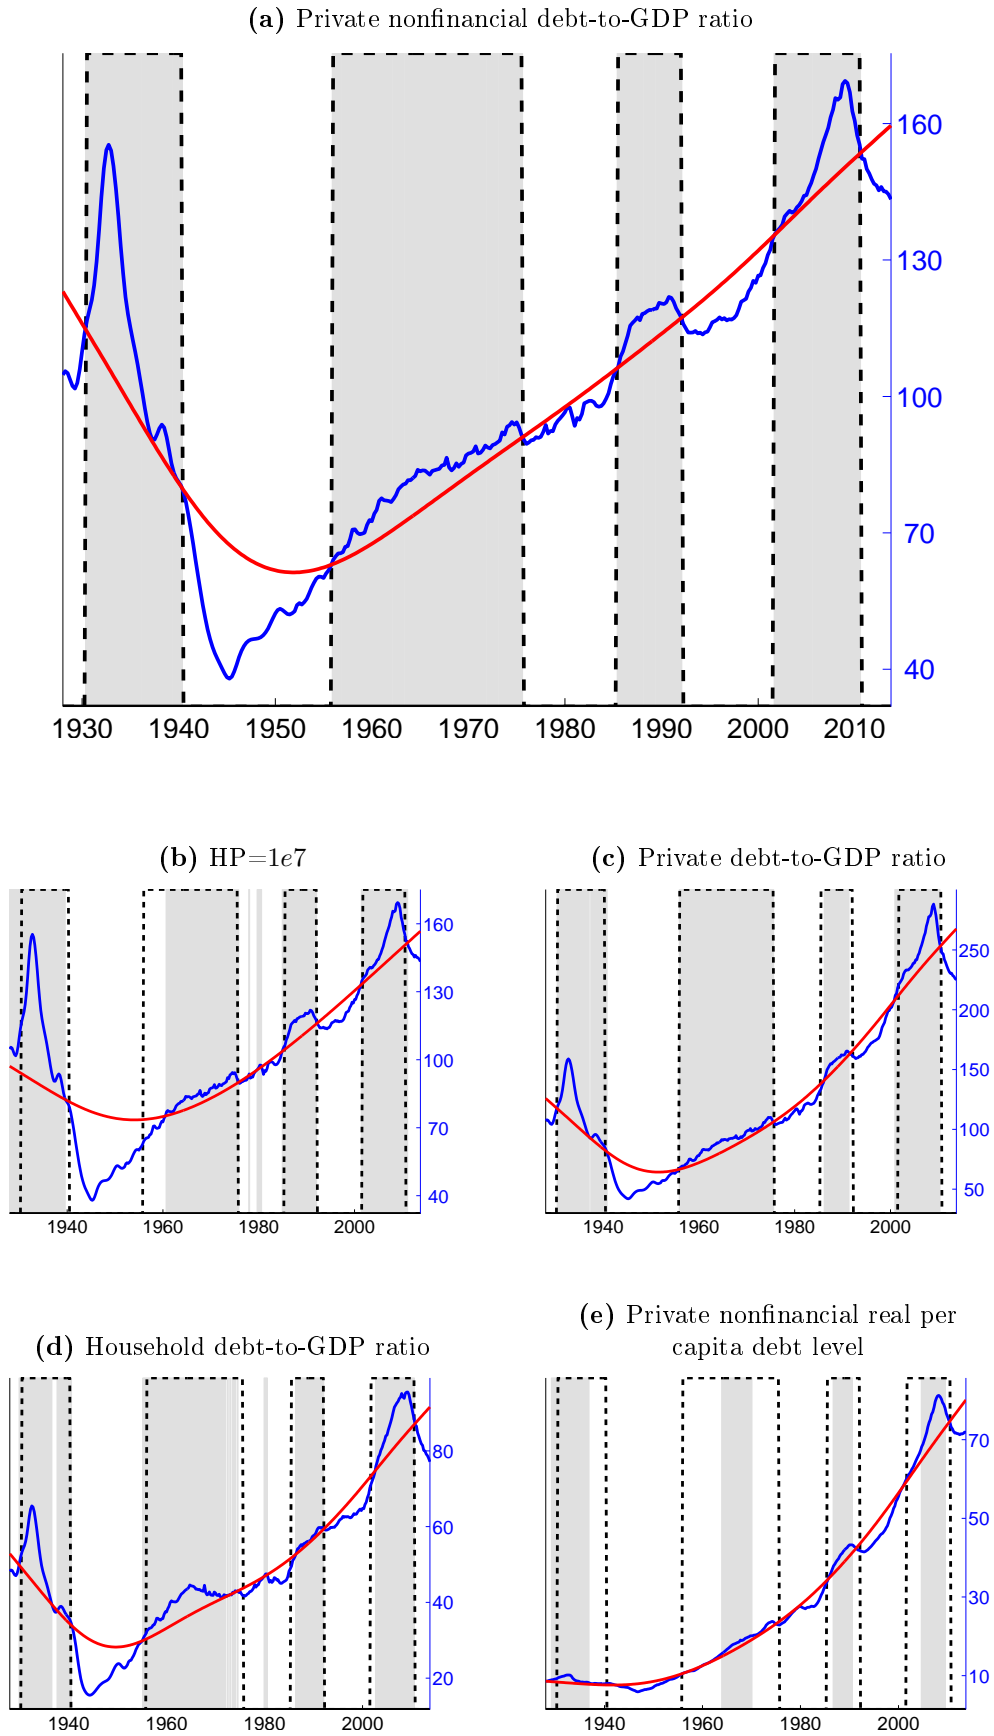 (a) Private nonfinancial debt-to-GDP ratio
160
130
100
70
40
1930 1940 1950 1960 1970 1980 1990 2000 2010
(b) HP=1e7
160
130
100
70
40
1940 1960 1980 2000
(c) Private debt-to-GDP ratio
250
200
150
100
50
1940 1960 1980 2000
(d) Household debt-to-GDP ratio
80
60
40
20
1940 1960 1980 2000
(e) Private nonfinancial real per
capita debt level
70
50
30
10
1940 1960 1980 2000